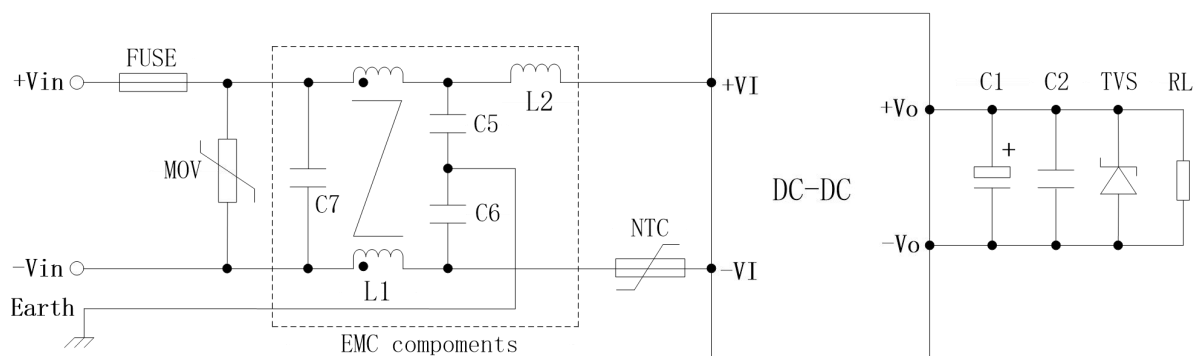 FUSE
+Vin
MOV
C7
L1
C5
C6
L2
-Vin
Earth
EMC compoments
NTC
+VI
-VI
DC-DC
+Vo
-Vo
C1
+
C2
TVS
RL